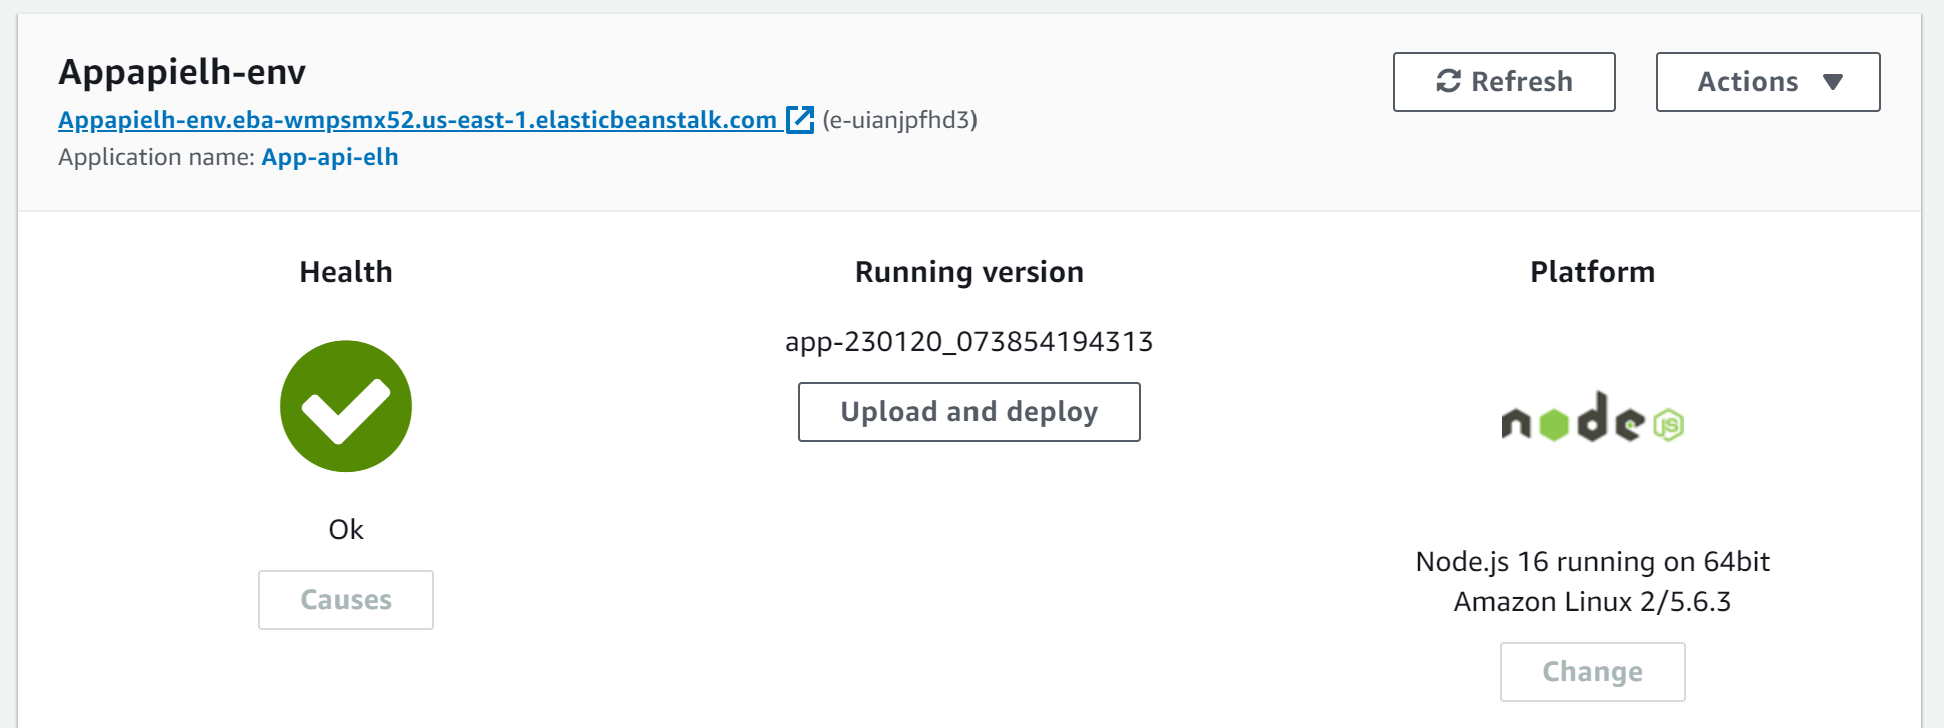 Appapielh-env
Refresh
Actions
Appapielh-env.eba-wmpsmx52.us-east-1.elasticbeanstalk.com (e-uianjpfhd3)
Application name: App-api-elh
Health
Running version
Platform
app-230120_073854194313
Upload and deploy
node JS
Ok
Causes
Node.js 16 running on 64bit
Amazon Linux 2/5.6.3
Change